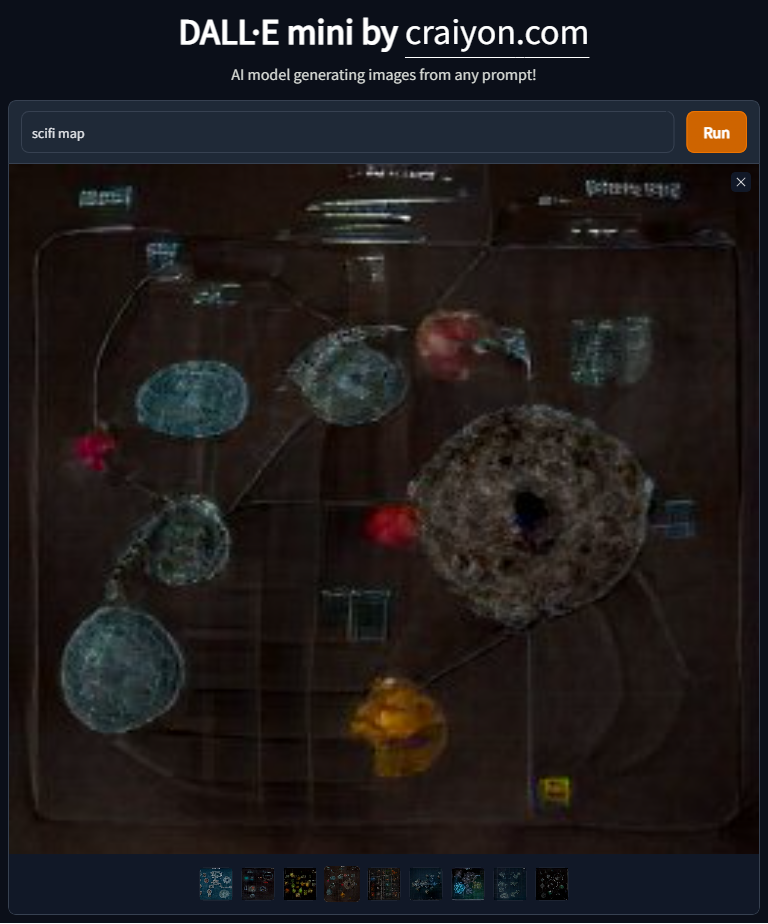 DALL·E mini by craiyon.com
AI model generating images from any prompt!
scifi map
Run